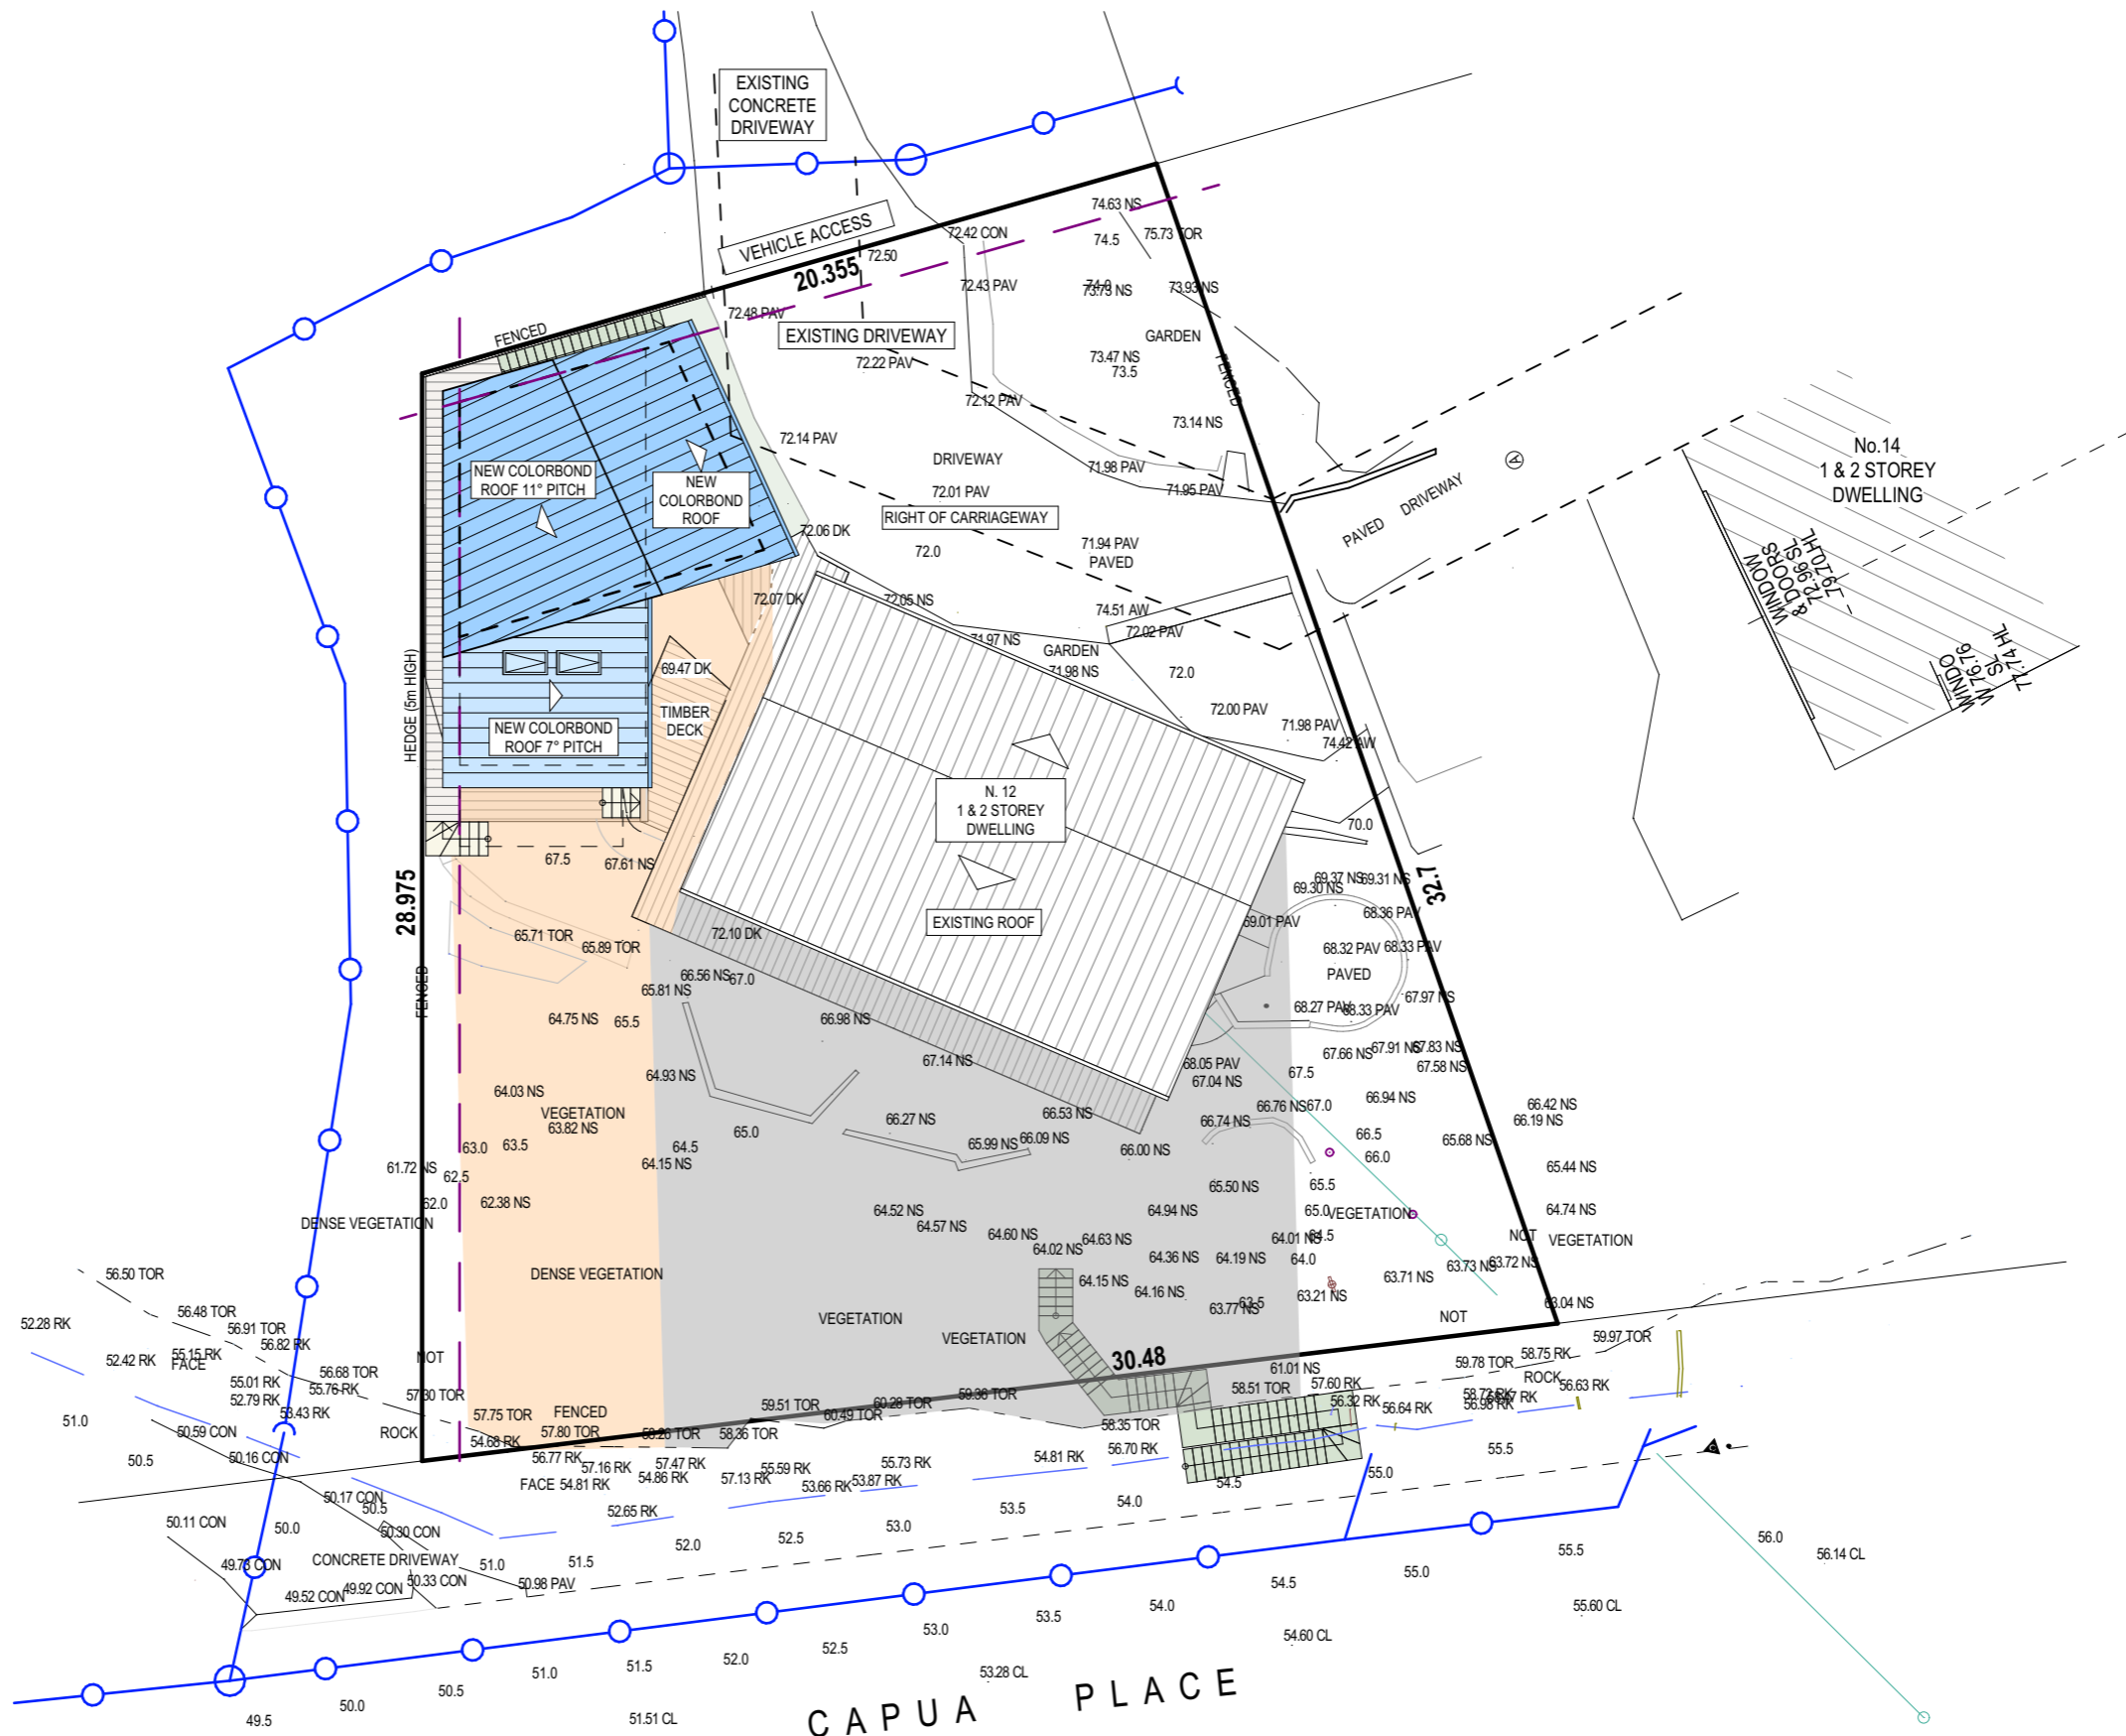 EXISTING
CONCRETE
DRIVEWAY
VEHICLE ACCESS
20.355
72.50
72.42 CON
74.63 NS
74.5
75.73 TOR
72.43 PAV
73.73 NS
73.93 NS
72.48 PAV
FENCED
EXISTING DRIVEWAY
GARDEN
72.22 PAV
73.47 NS
73.5
FENCED
72.12 PAV
73.14 NS
72.14 PAV
DRIVEWAY
71.98 PAV
72.01 PAV
71.95 PAV
RIGHT OF CARRIAGEWAY
PAVED DRIVEWAY
A
No.14
1 & 2 STOREY
DWELLING
WINDOW
& DOORS
72.96 SL
79.20 HL
WINDO
W 76.76
SL
77.74 HL
NEW COLORBOND
ROOF 11° PITCH
NEW
COLORBOND
ROOF
72.06 DK
72.0
71.94 PAV
PAVED
72.07 DK
72.05 NS
74.51 AW
72.02 PAV
71.97 NS
GARDEN
71.98 NS
72.0
69.47 DK
HEDGE (5m HIGH)
TIMBER
DECK
NEW COLORBOND
ROOF 7° PITCH
72.00 PAV
71.98 PAV
74.42 AW
N. 12
1 & 2 STOREY
DWELLING
70.0
67.5
67.61 NS
28.975
32.7
69.37 NS
69.31 NS
69.30 NS
EXISTING ROOF
68.36 PAV
69.01 PAV
65.71 TOR
65.89 TOR
72.10 DK
68.32 PAV
68.33 PAV
PAVED
FENCED
66.56 NS
67.0
65.81 NS
67.97 NS
68.27 PAV
68.33 PAV
64.75 NS
65.5
66.98 NS
67.14 NS
67.66 NS
67.91 NS
67.83 NS
67.58 NS
68.05 PAV
67.04 NS
67.5
64.93 NS
64.03 NS
VEGETATION
63.82 NS
66.27 NS
66.53 NS
66.74 NS
66.76 NS
67.0
66.94 NS
66.42 NS
66.19 NS
65.0
65.99 NS
66.09 NS
66.00 NS
66.5
66.0
65.68 NS
63.0
63.5
64.5
64.15 NS
61.72 NS
62.5
62.0
62.38 NS
65.50 NS
65.5
65.44 NS
DENSE VEGETATION
64.52 NS
64.57 NS
64.60 NS
64.02 NS
64.63 NS
64.94 NS
65.0
VEGETATION
64.74 NS
64.01 NS
64.5
NOT
VEGETATION
64.36 NS
64.19 NS
64.0
63.73 NS
63.72 NS
63.71 NS
DENSE VEGETATION
64.15 NS
64.16 NS
63.77 NS
63.5
63.21 NS
63.04 NS
VEGETATION
VEGETATION
NOT
30.48
56.50 TOR
56.48 TOR
56.91 TOR
56.82 RK
52.28 RK
52.42 RK
55.15 RK
FACE
56.68 TOR
55.76 RK
55.01 RK
52.79 RK
53.43 RK
NOT
57.30 TOR
51.0
50.59 CON
50.16 CON
50.5
ROCK
57.75 TOR
54.68 RK
FENCED
57.80 TOR
58.26 TOR
58.36 TOR
59.51 TOR
60.49 TOR
60.28 TOR
59.36 TOR
58.35 TOR
58.51 TOR
61.01 NS
57.60 RK
56.32 RK
56.64 RK
59.78 TOR
58.75 RK
59.97 TOR
ROCK
56.63 RK
58.72 RK
56.98 RK
56.77 RK
57.16 RK
57.47 RK
54.86 RK
57.13 RK
55.59 RK
55.73 RK
53.66 RK
53.87 RK
54.81 RK
56.70 RK
FACE 54.81 RK
52.65 RK
54.5
55.0
55.5
C
50.17 CON
50.5
50.11 CON
50.0
50.30 CON
49.73 CON
CONCRETE DRIVEWAY
51.0
51.5
52.0
52.5
53.0
53.5
54.0
49.52 CON
49.92 CON
50.33 CON
50.98 PAV
56.0
56.14 CL
55.5
55.0
54.5
54.0
53.5
53.0
52.5
52.0
51.5
51.0
50.5
50.0
49.5
55.60 CL
54.60 CL
53.28 CL
51.51 CL
CAPUA PLACE